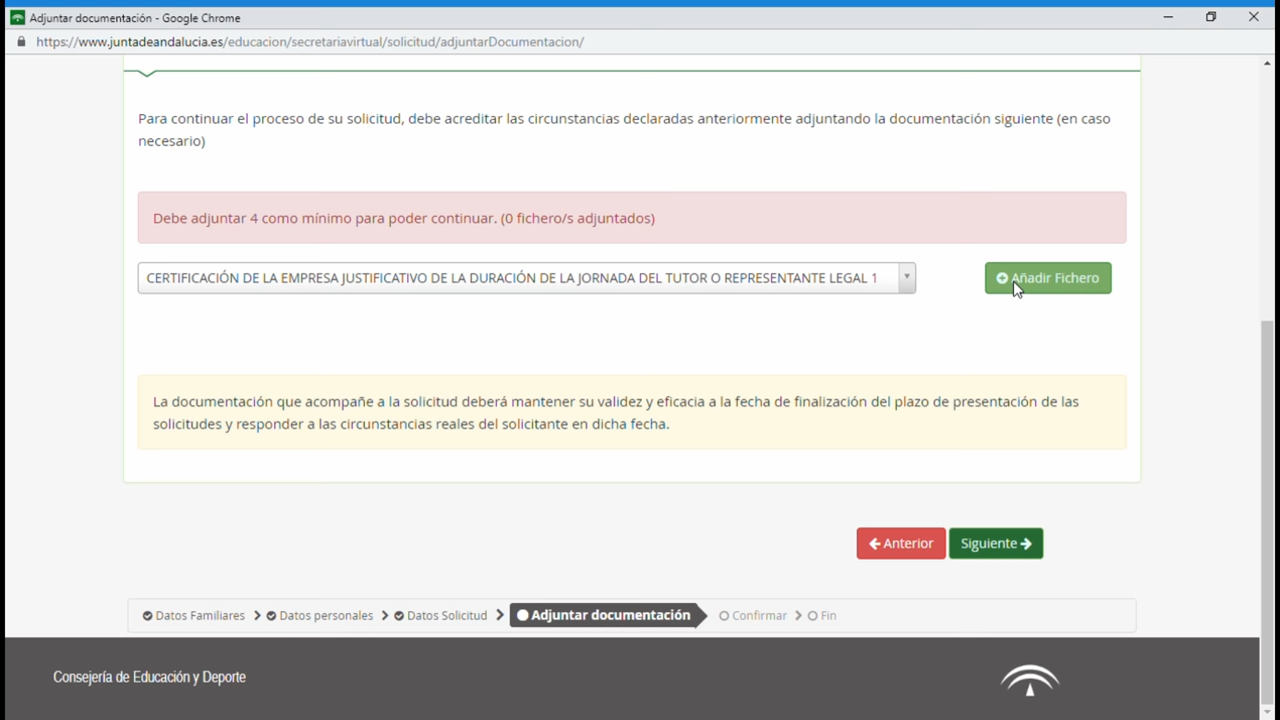 Adjuntar documentación - Google Chrome
https://www.juntadeandalucia.es/educacion/secretariavirtual/solicitud/adjuntarDocumentacion/
Para continuar el proceso de su solicitud, debe acreditar las circunstancias declaradas anteriormente adjuntando la documentación siguiente (en caso
necesario)
Debe adjuntar 4 como mínimo para poder continuar. (0 fichero/s adjuntados)
CERTIFICACIÓN DE LA EMPRESA JUSTIFICATIVO DE LA DURACIÓN DE LA JORNADA DEL TUTOR O REPRESENTANTE LEGAL 1
Añadir Fichero
La documentación que acompañe a la solicitud deberá mantener su validez y eficacia a la fecha de finalización del plazo de presentación de las
solicitudes y responder a las circunstancias reales del solicitante en dicha fecha.
Anterior Siguiente
Datos Familiares Datos personales Datos Solicitud Adjuntar documentación Confirmar Fin
Consejería de Educación y Deporte